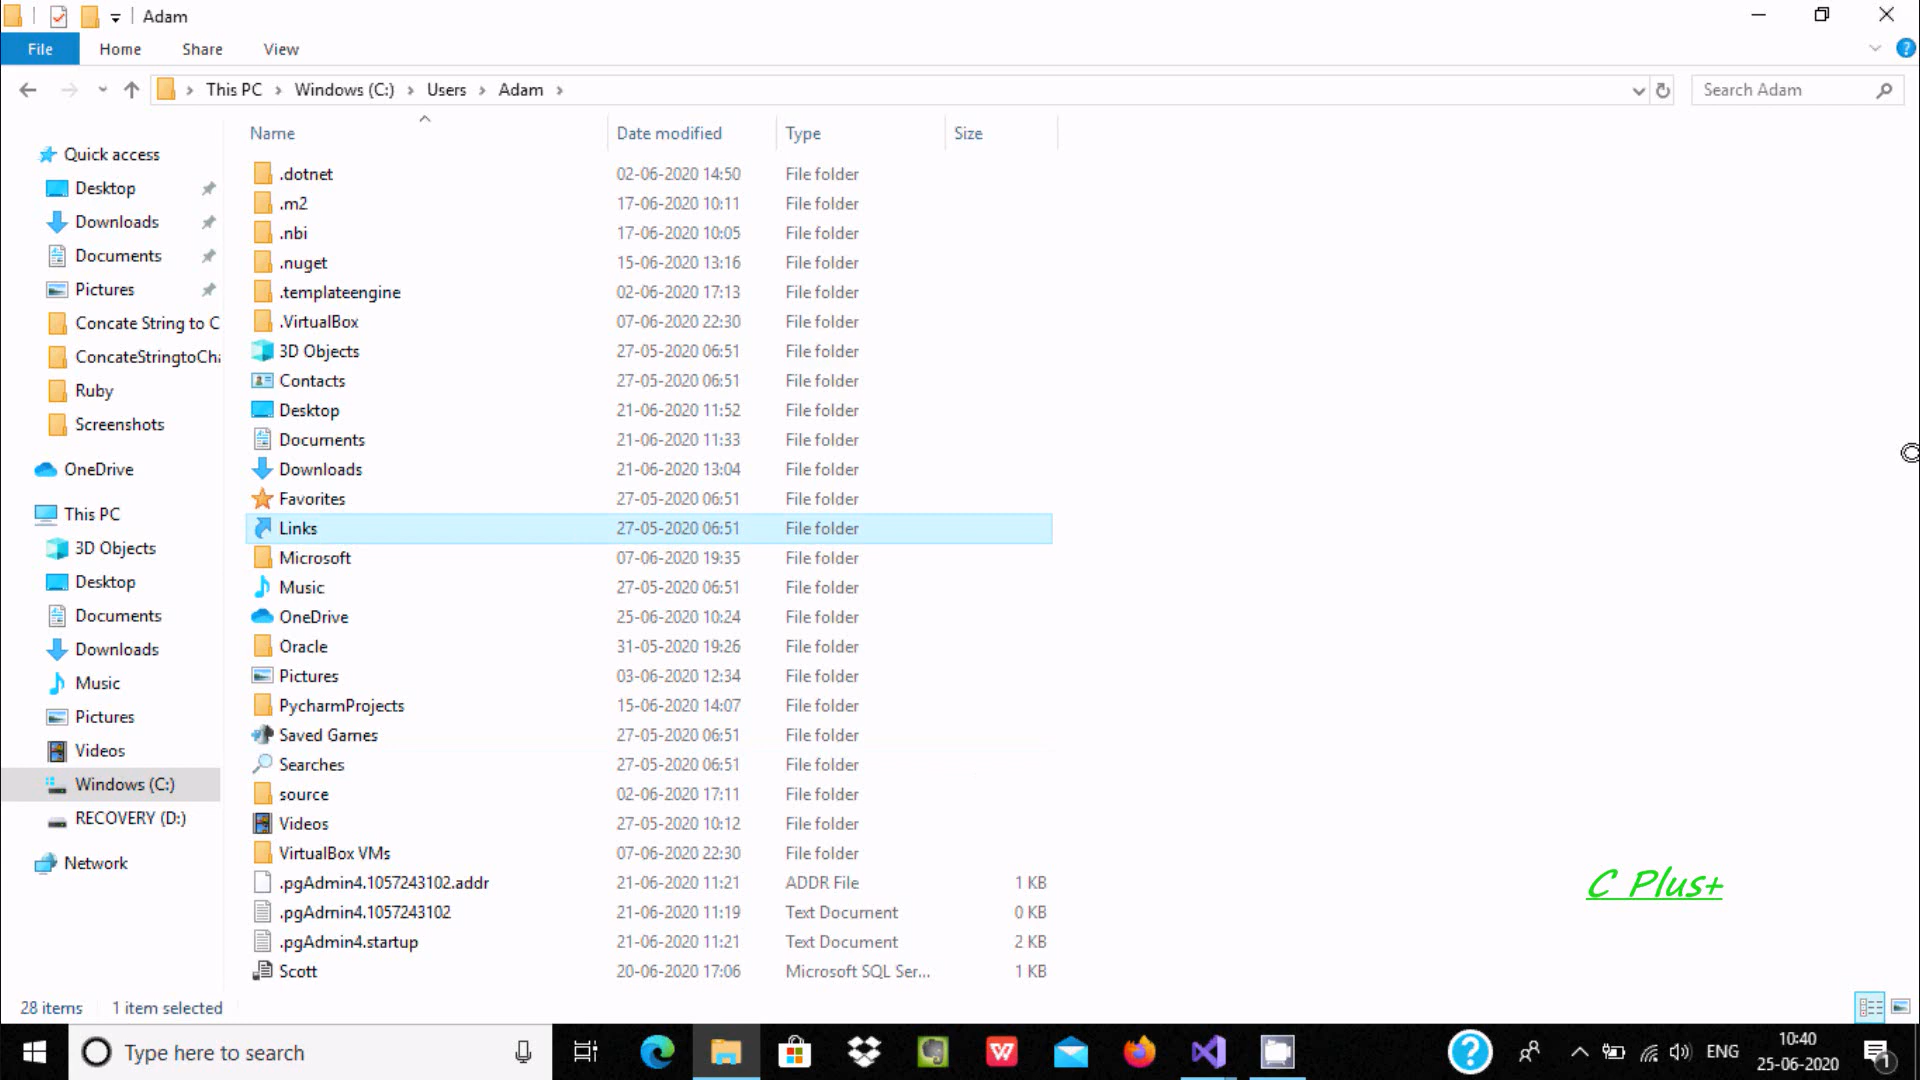 Adam
File Home Share View
This PC Windows (C:) Users Adam
Search Adam
Name Date modified Type Size
Quick access
Desktop
Downloads
Documents
Pictures
Concate String to C
ConcateStringtoCha
Ruby
Screenshots
OneDrive
This PC
3D Objects
Desktop
Documents
Downloads
Music
Pictures
Videos
Windows (C:)
RECOVERY (D:)
Network
.dotnet 02-06-2020 14:50 File folder
.m2 17-06-2020 10:11 File folder
.nbi 17-06-2020 10:05 File folder
.nuget 15-06-2020 13:16 File folder
.templateengine 02-06-2020 17:13 File folder
.VirtualBox 07-06-2020 22:30 File folder
3D Objects 27-05-2020 06:51 File folder
Contacts 27-05-2020 06:51 File folder
Desktop 21-06-2020 11:52 File folder
Documents 21-06-2020 11:33 File folder
Downloads 21-06-2020 13:04 File folder
Favorites 27-05-2020 06:51 File folder
Links 27-05-2020 06:51 File folder
Microsoft 07-06-2020 19:35 File folder
Music 27-05-2020 06:51 File folder
OneDrive 25-06-2020 10:24 File folder
Oracle 31-05-2020 19:26 File folder
Pictures 03-06-2020 12:34 File folder
PycharmProjects 15-06-2020 14:07 File folder
Saved Games 27-05-2020 06:51 File folder
Searches 27-05-2020 06:51 File folder
source 02-06-2020 17:11 File folder
Videos 27-05-2020 10:12 File folder
VirtualBox VMs 07-06-2020 22:30 File folder
.pgAdmin4.1057243102.addr 21-06-2020 11:21 ADDR File 1 KB
.pgAdmin4.1057243102 21-06-2020 11:19 Text Document 0 KB
.pgAdmin4.startup 21-06-2020 11:21 Text Document 2 KB
Scott 20-06-2020 17:06 Microsoft SQL Ser... 1 KB
C Plus+
28 items 1 item selected
Type here to search
ENG
10:40
25-06-2020
1